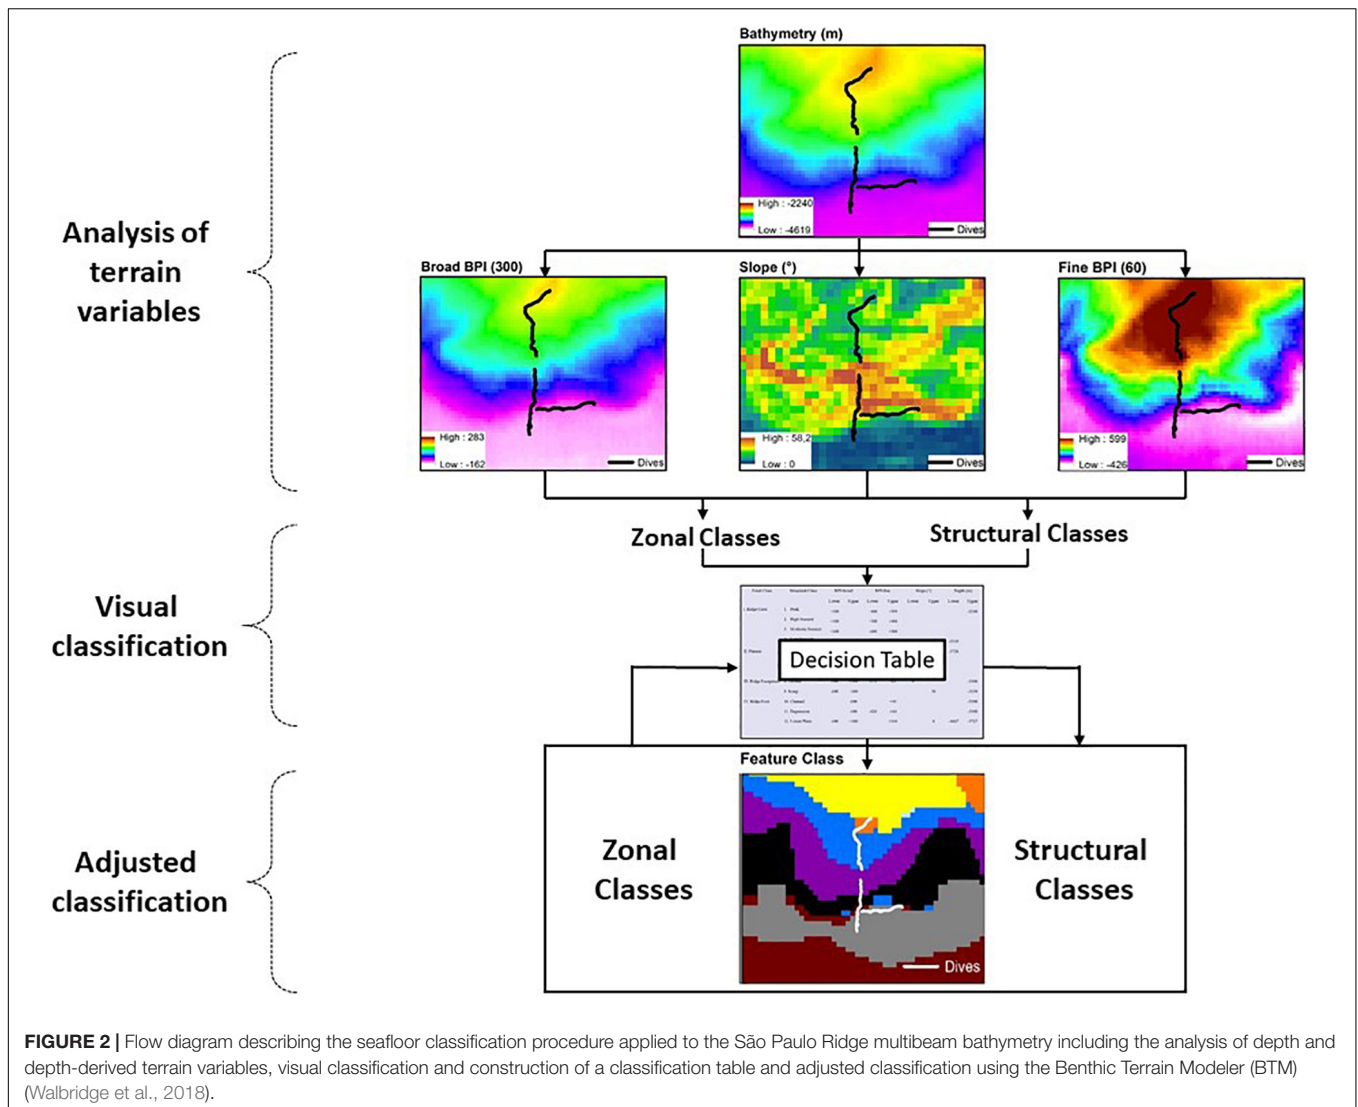 Bathymetry (m)
High : -2240
Low : -4619
Dives
Analysis of
terrain
variables
Broad BPI (300)
Slope (°)
Fine BPI (60)
High : 283
Low : -162
Dives
High : 58,2
Low : 0
Dives
High : 599
Low : -426
Dives
Zonal Classes
Structural Classes
Visual
classification
Decision Table
Feature Class
Adjusted
classification
Zonal
Classes
Structural
Classes
Dives
FIGURE 2 | Flow diagram describing the seafloor classification procedure applied to the São Paulo Ridge multibeam bathymetry including the analysis of depth and
depth-derived terrain variables, visual classification and construction of a classification table and adjusted classification using the Benthic Terrain Modeler (BTM)
(Walbridge et al., 2018).